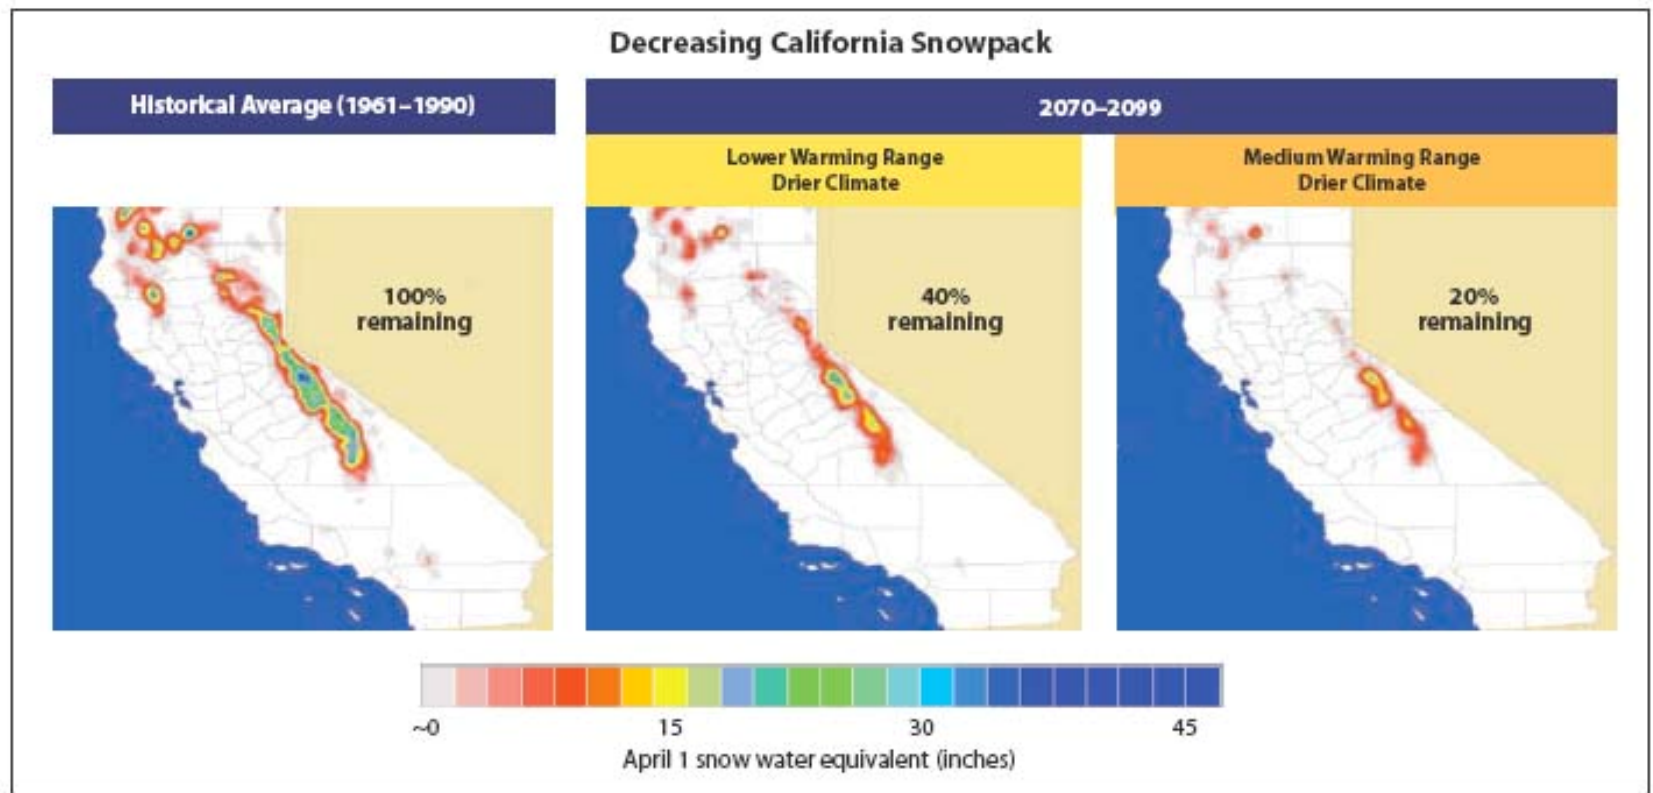 Decreasing California Snowpack
Historical Average (1961–1990)
2070–2099
Lower Warming Range
Drier Climate
Medium Warming Range
Drier Climate
100%
remaining
40%
remaining
20%
remaining
~0
15
30
45
April 1 snow water equivalent (inches)